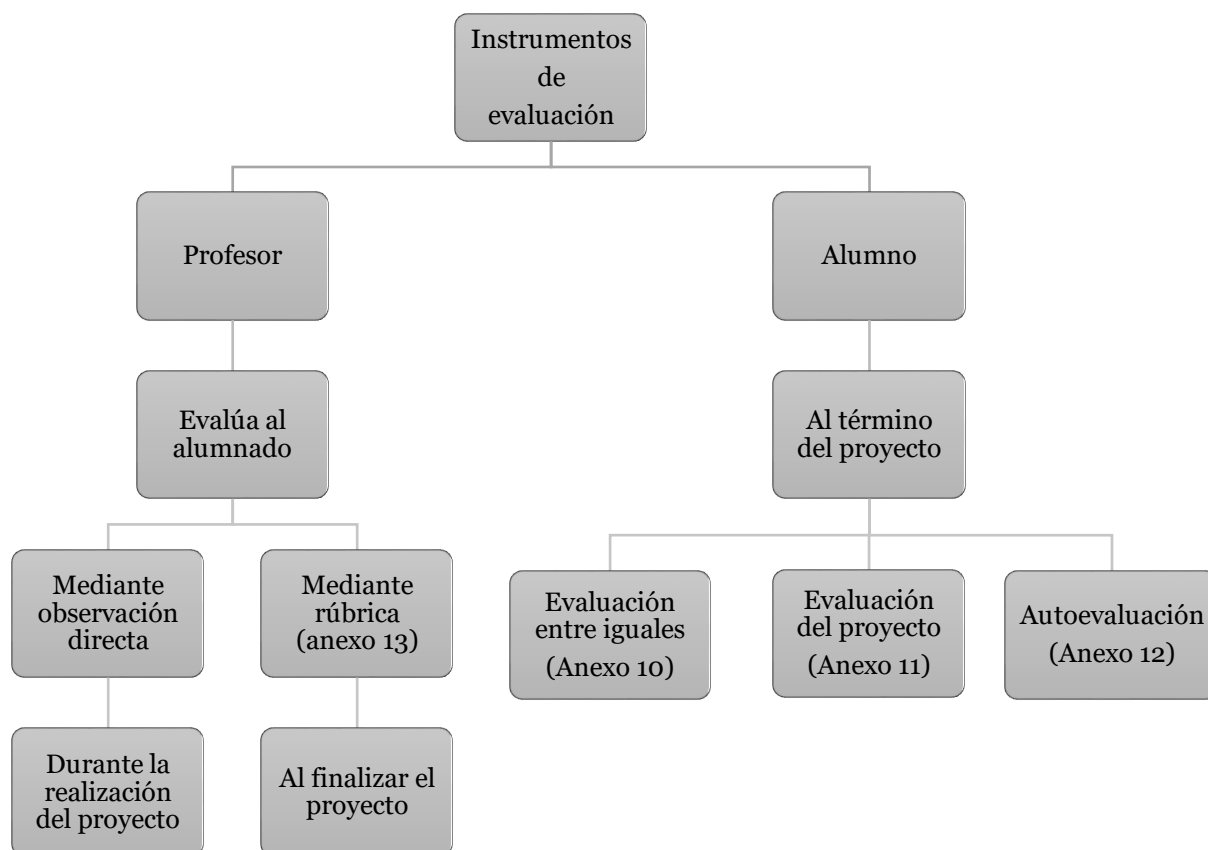 Instrumentos
de
evaluación
Profesor
Alumno
Evalúa al
alumnado
Al término
del proyecto
Mediante
observación
directa
Mediante
rúbrica
(anexo 13)
Evaluación
entre iguales
(Anexo 10)
Evaluación
del proyecto
(Anexo 11)
Autoevaluación
(Anexo 12)
Durante la
realización
del proyecto
Al finalizar el
proyecto